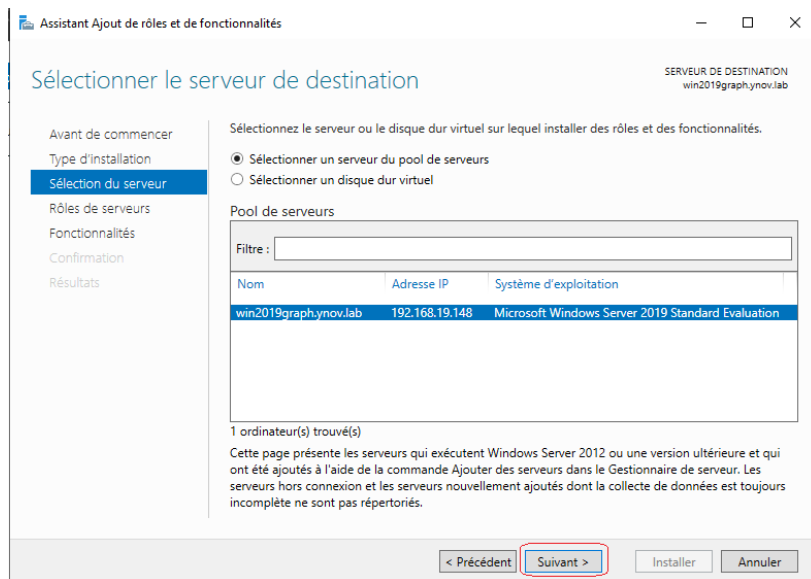 Assistant Ajout de rôles et de fonctionnalités
Sélectionner le serveur de destination
SERVEUR DE DESTINATION
win2019graph.ynov.lab
Avant de commencer
Type d'installation
Sélection du serveur
Rôles de serveurs
Fonctionnalités
Confirmation
Résultats
Sélectionnez le serveur ou le disque dur virtuel sur lequel installer des rôles et des fonctionnalités.
Sélectionner un serveur du pool de serveurs
Sélectionner un disque dur virtuel
Pool de serveurs
Filtre :
Nom Adresse IP Système d'exploitation
win2019graph.ynov.lab 192.168.19.148 Microsoft Windows Server 2019 Standard Evaluation
1 ordinateur(s) trouvé(s)
Cette page présente les serveurs qui exécutent Windows Server 2012 ou une version ultérieure et qui
ont été ajoutés à l'aide de la commande Ajouter des serveurs dans le Gestionnaire de serveur. Les
serveurs hors connexion et les serveurs nouvellement ajoutés dont la collecte de données est toujours
incomplète ne sont pas répertoriés.
< Précédent Suivant > Installer Annuler